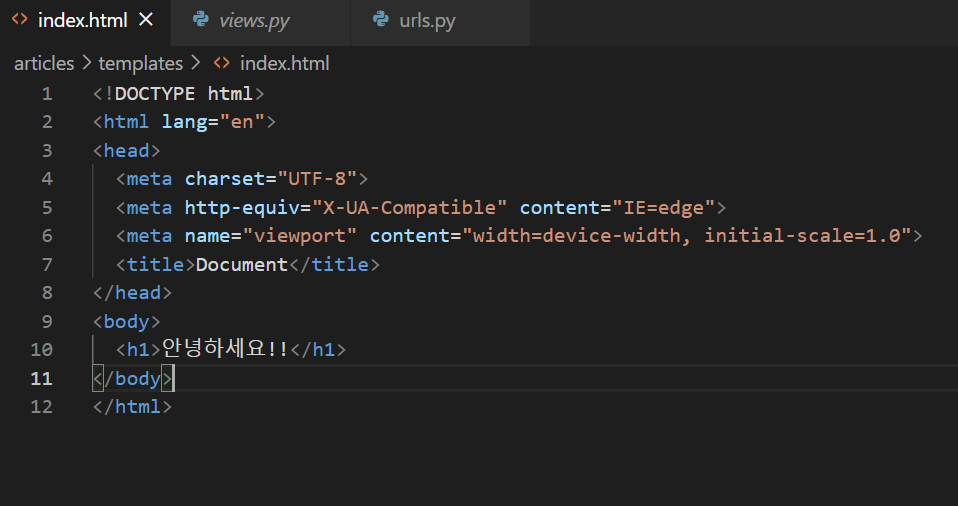 index.html views.py urls.py
articles templates index.html
1 <!DOCTYPE html>
2 <html lang="en">
3 <head>
4   <meta charset="UTF-8">
5   <meta http-equiv="X-UA-Compatible" content="IE=edge">
6   <meta name="viewport" content="width=device-width, initial-scale=1.0">
7   <title>Document</title>
8 </head>
9 <body>
10   <h1>안녕하세요!!</h1>
11 </body>
12 </html>